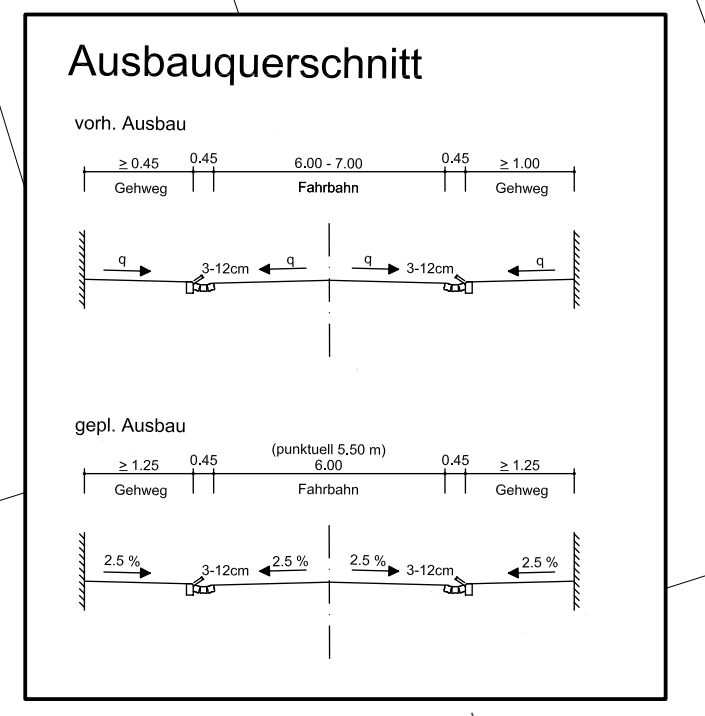 Ausbauquerschnitt
vorh. Ausbau
≥ 0.45 0.45 6.00 - 7.00 0.45 ≥ 1.00
Gehweg Fahrbahn Gehweg
q 3-12cm q q 3-12cm q
gepl. Ausbau
(punktuell 5.50 m)
≥ 1.25 0.45 6.00 0.45 ≥ 1.25
Gehweg Fahrbahn Gehweg
2.5 % 3-12cm 2.5 % 2.5 % 3-12cm 2.5 %